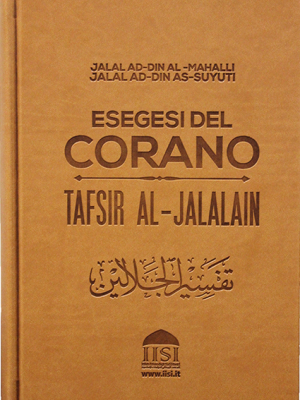 JALAL AD-DIN AL-MAHALLI
JALAL AD-DIN AS-SUYUTI
ESEGESI DEL
CORANO
TAFSIR AL-JALALAIN
تفسير الجلالين
IISI
www.iisi.it